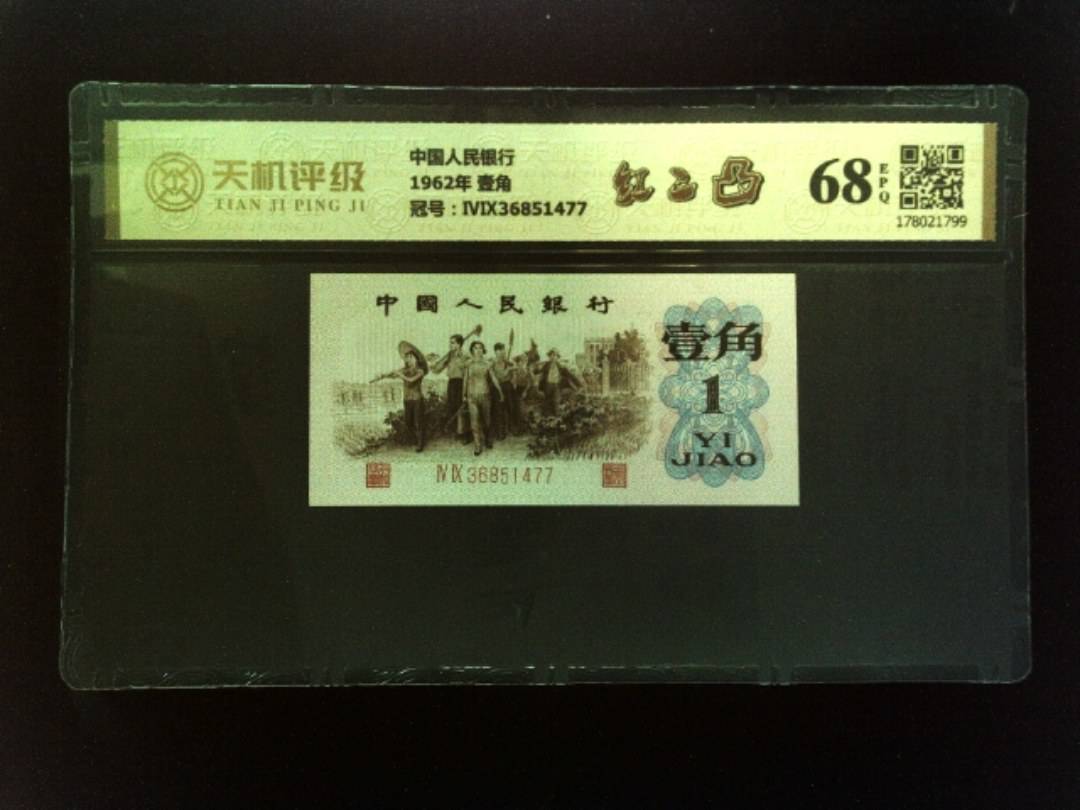 天机评级
TIAN JI PING JI
中国人民银行
1962年 壹角
冠号：ⅣⅨ36851477
红三凸
68
EPQ
178021799
中國人民銀行
壹角
1
YI
JIAO
ⅣⅨ36851477